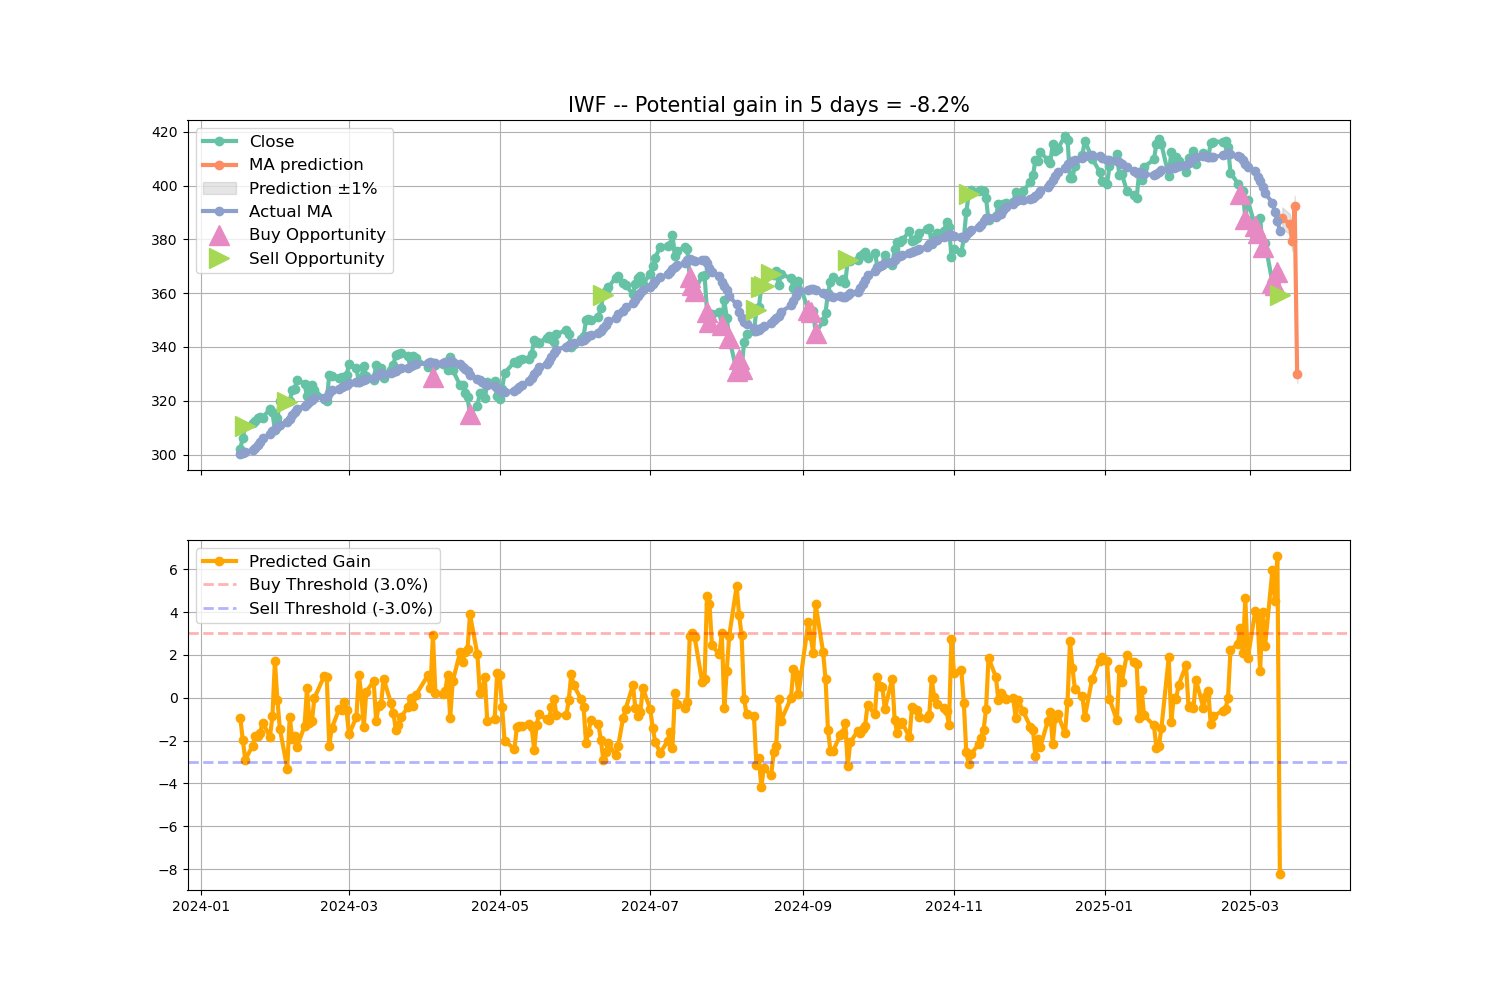 IWF -- Potential gain in 5 days = -8.2%
420
400
380
360
340
320
300
Close
MA prediction
Prediction ±1%
Actual MA
Buy Opportunity
Sell Opportunity
6
4
2
0
−2
−4
−6
−8
Predicted Gain
Buy Threshold (3.0%)
Sell Threshold (-3.0%)
2024-01 2024-03 2024-05 2024-07 2024-09 2024-11 2025-01 2025-03